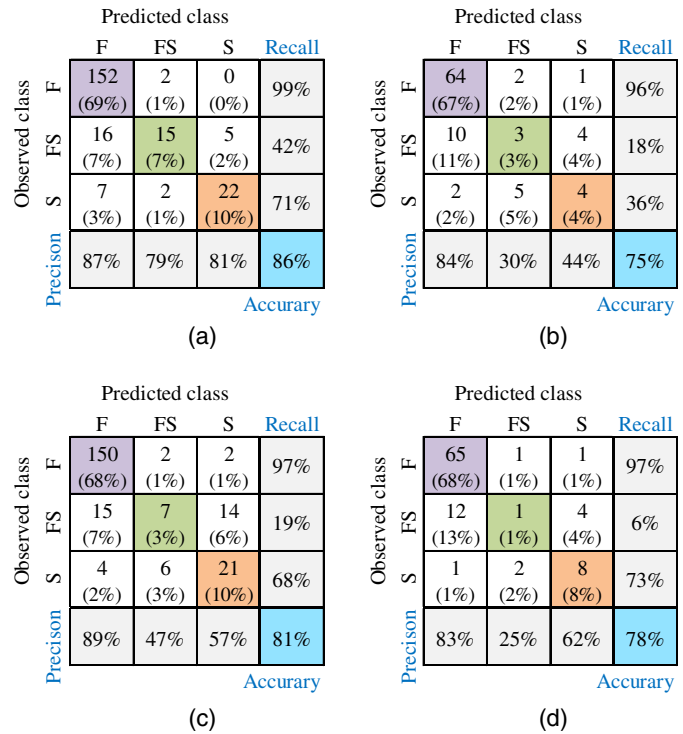 Predicted class
F FS S Recall
Observed class
F 152 (69%) 2 (1%) 0 (0%) 99%
FS 16 (7%) 15 (7%) 5 (2%) 42%
S 7 (3%) 2 (1%) 22 (10%) 71%
Precison 87% 79% 81% 86%
Accurary
(a)
Predicted class
F FS S Recall
Observed class
F 64 (67%) 2 (2%) 1 (1%) 96%
FS 10 (11%) 3 (3%) 4 (4%) 18%
S 2 (2%) 5 (5%) 4 (4%) 36%
Precison 84% 30% 44% 75%
Accurary
(b)
Predicted class
F FS S Recall
Observed class
F 150 (68%) 2 (1%) 2 (1%) 97%
FS 15 (7%) 7 (3%) 14 (6%) 19%
S 4 (2%) 6 (3%) 21 (10%) 68%
Precison 89% 47% 57% 81%
Accurary
(c)
Predicted class
F FS S Recall
Observed class
F 65 (68%) 1 (1%) 1 (1%) 97%
FS 12 (13%) 1 (1%) 4 (4%) 6%
S 1 (1%) 2 (2%) 8 (8%) 73%
Precison 83% 25% 62% 78%
Accurary
(d)